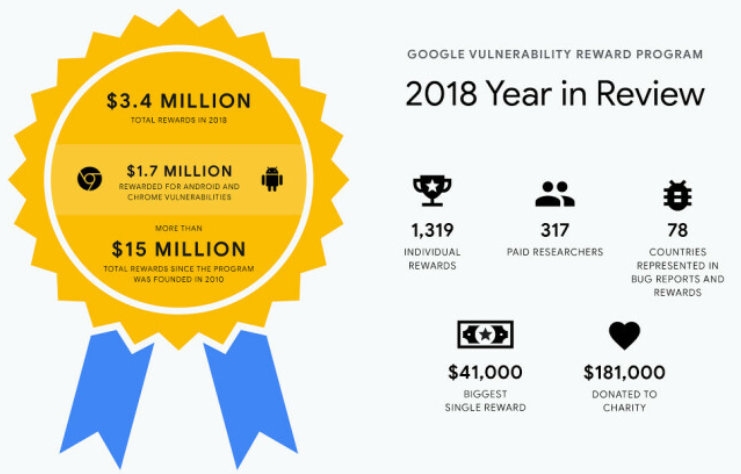 $3.4 MILLION
TOTAL REWARDS IN 2018
$1.7 MILLION
REWARDED FOR ANDROID AND
CHROME VULNERABILITIES
MORE THAN
$15 MILLION
TOTAL REWARDS SINCE THE PROGRAM
WAS FOUNDED IN 2010
GOOGLE VULNERABILITY REWARD PROGRAM
2018 Year in Review
1,319
INDIVIDUAL
REWARDS
317
PAID RESEARCHERS
78
COUNTRIES
REPRESENTED IN
BUG REPORTS AND
REWARDS
$41,000
BIGGEST
SINGLE REWARD
$181,000
DONATED TO
CHARITY